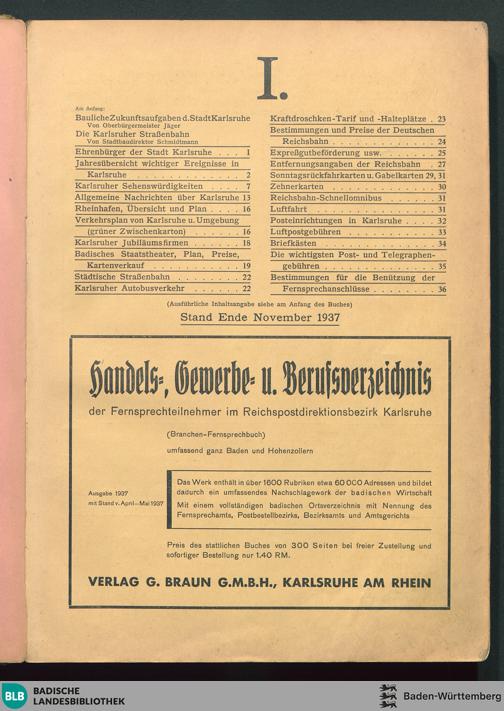 I.
Am Anfang:
Bauliche Zukunftsaufgaben d. Stadt Karlsruhe
Von Oberbürgermeister Jäger
Die Karlsruher Straßenbahn
Von Stadtbaudirektor Schmidtmann
Ehrenbürger der Stadt Karlsruhe . . . 1
Jahresübersicht wichtiger Ereignisse in
Karlsruhe . . . . . . . . . . 2
Karlsruher Sehenswürdigkeiten . . . . 7
Allgemeine Nachrichten über Karlsruhe 13
Rheinhafen, Übersicht und Plan . . . . 16
Verkehrsplan von Karlsruhe u. Umgebung
(grüner Zwischenkarton) . . . . . 16
Karlsruher Jubiläumsfirmen . . . . . 18
Badisches Staatstheater, Plan, Preise,
Kartenverkauf . . . . . . . . 19
Städtische Straßenbahn . . . . . . 22
Karlsruher Autobusverkehr . . . . . 22
Kraftdroschken-Tarif und -Halteplätze . 23
Bestimmungen und Preise der Deutschen
Reichsbahn . . . . . . . . . 24
Expreßgutbeförderung usw. . . . . . 25
Entfernungsangaben der Reichsbahn . 27
Sonntagsrückfahrkarten u. Gabelkarten 29, 31
Zehnerkarten . . . . . . . . . 30
Reichsbahn-Schnellomnibus . . . . . 31
Luftfahrt . . . . . . . . . . . 31
Posteinrichtungen in Karlsruhe . . . . 32
Luftpostgebühren . . . . . . . . 33
Briefkästen . . . . . . . . . . 34
Die wichtigsten Post- und Telegraphen-
gebühren . . . . . . . . . . 35
Bestimmungen für die Benützung der
Fernsprechanschlüsse . . . . . . 36
(Ausführliche Inhaltsangabe siehe am Anfang des Buches)
Stand Ende November 1937
Handels-, Gewerbe- u. Berufsverzeichnis
der Fernsprechteilnehmer im Reichspostdirektionsbezirk Karlsruhe
(Branchen-Fernsprechbuch)
umfassend ganz Baden und Hohenzollern
Ausgabe 1937
mit Stand v. April—Mai 1937
Das Werk enthält in über 1600 Rubriken etwa 60 000 Adressen und bildet
dadurch ein umfassendes Nachschlagewerk der badischen Wirtschaft
Mit einem vollständigen badischen Ortsverzeichnis mit Nennung des
Fernsprechamts, Postbestellbezirks, Bezirksamts und Amtsgerichts
Preis des stattlichen Buches von 300 Seiten bei freier Zustellung und
sofortiger Bestellung nur 1.40 RM.
VERLAG G. BRAUN G.M.B.H., KARLSRUHE AM RHEIN
BLB BADISCHE
LANDESBIBLIOTHEK
Baden-Württemberg